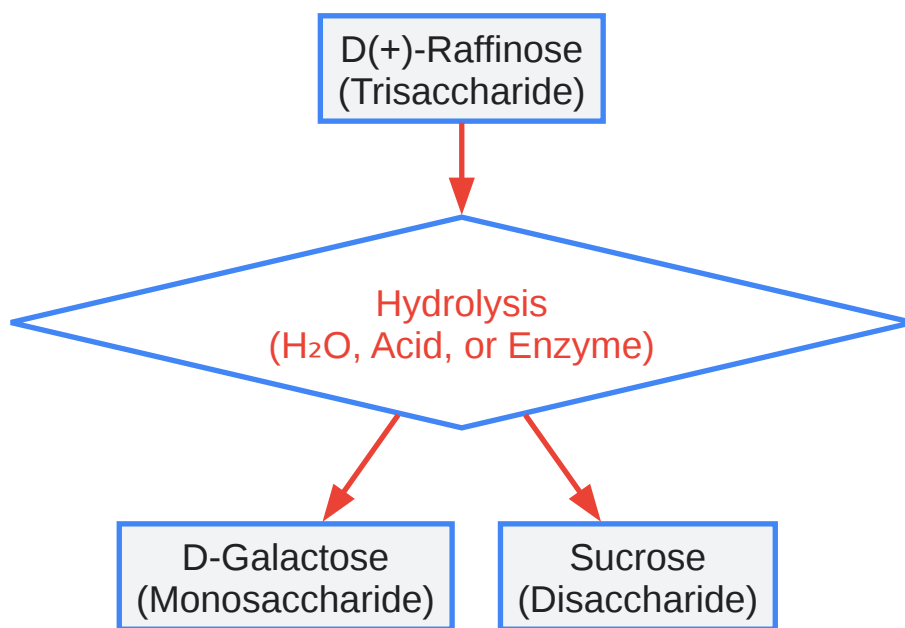 D(+)-Raffinose
(Trisaccharide)
Hydrolysis
(H₂O, Acid, or Enzyme)
D-Galactose
(Monosaccharide)
Sucrose
(Disaccharide)